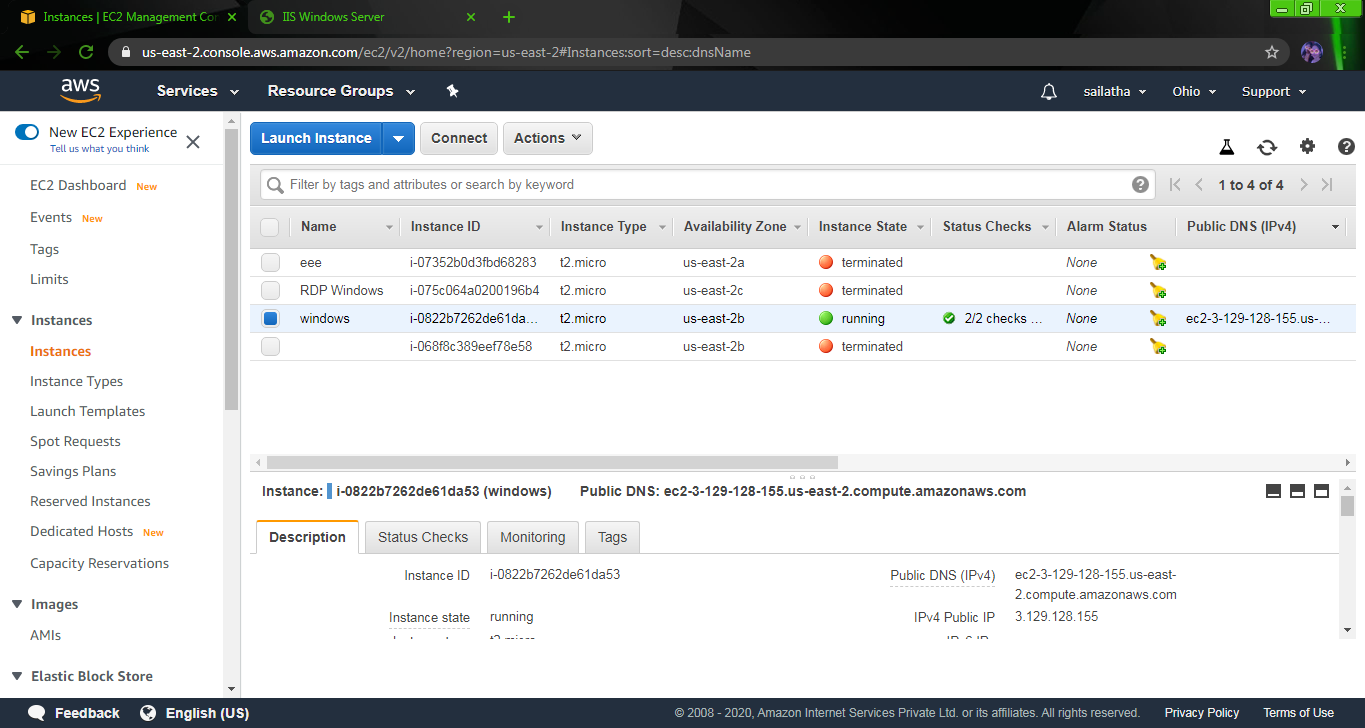 Instances | EC2 Management Con
IIS Windows Server
us-east-2.console.aws.amazon.com/ec2/v2/home?region=us-east-2#Instances:sort=desc:dnsName
aws Services Resource Groups sailatha Ohio Support
New EC2 Experience
Tell us what you think
EC2 Dashboard New
Events New
Tags
Limits
Instances
Instances
Instance Types
Launch Templates
Spot Requests
Savings Plans
Reserved Instances
Dedicated Hosts New
Capacity Reservations
Images
AMIs
Elastic Block Store
Launch Instance Connect Actions
Filter by tags and attributes or search by keyword
1 to 4 of 4
Name Instance ID Instance Type Availability Zone Instance State Status Checks Alarm Status Public DNS (IPv4)
eee i-07352b0d3fbd68283 t2.micro us-east-2a terminated None
RDP Windows i-075c064a0200196b4 t2.micro us-east-2c terminated None
windows i-0822b7262de61da... t2.micro us-east-2b running 2/2 checks ... None ec2-3-129-128-155.us-...
i-068f8c389eef78e58 t2.micro us-east-2b terminated None
Instance: i-0822b7262de61da53 (windows) Public DNS: ec2-3-129-128-155.us-east-2.compute.amazonaws.com
Description Status Checks Monitoring Tags
Instance ID i-0822b7262de61da53
Public DNS (IPv4) ec2-3-129-128-155.us-east-
2.compute.amazonaws.com
Instance state running
IPv4 Public IP 3.129.128.155
Feedback English (US)
© 2008 - 2020, Amazon Internet Services Private Ltd. or its affiliates. All rights reserved. Privacy Policy Terms of Use